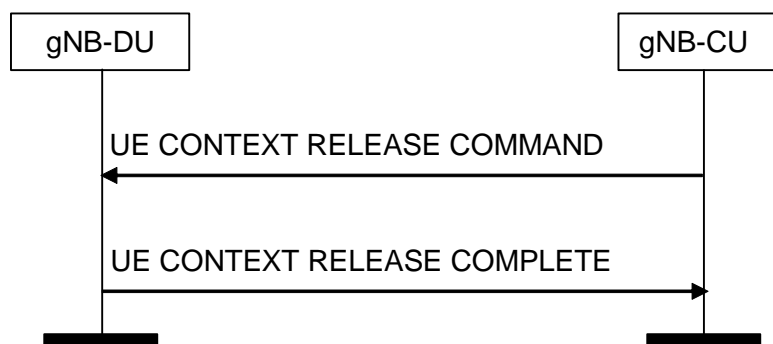 gNB-DU
gNB-CU
UE CONTEXT RELEASE COMMAND
UE CONTEXT RELEASE COMPLETE